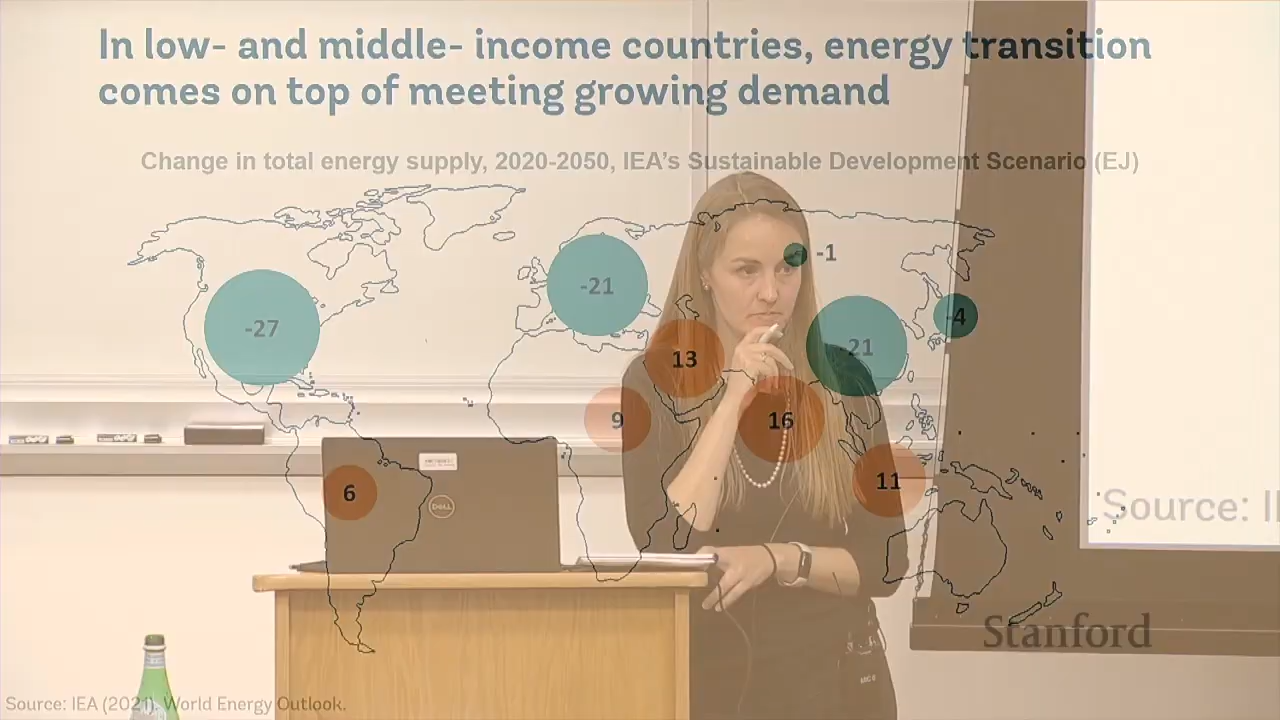 In low- and middle- income countries, energy transition
comes on top of meeting growing demand
Change in total energy supply, 2020-2050, IEA's Sustainable Development Scenario (EJ)
-1
-21
-27
-4
21
13
9
16
11
6
DELL
Source: I
Stanford
Source: IEA (2021). World Energy Outlook.